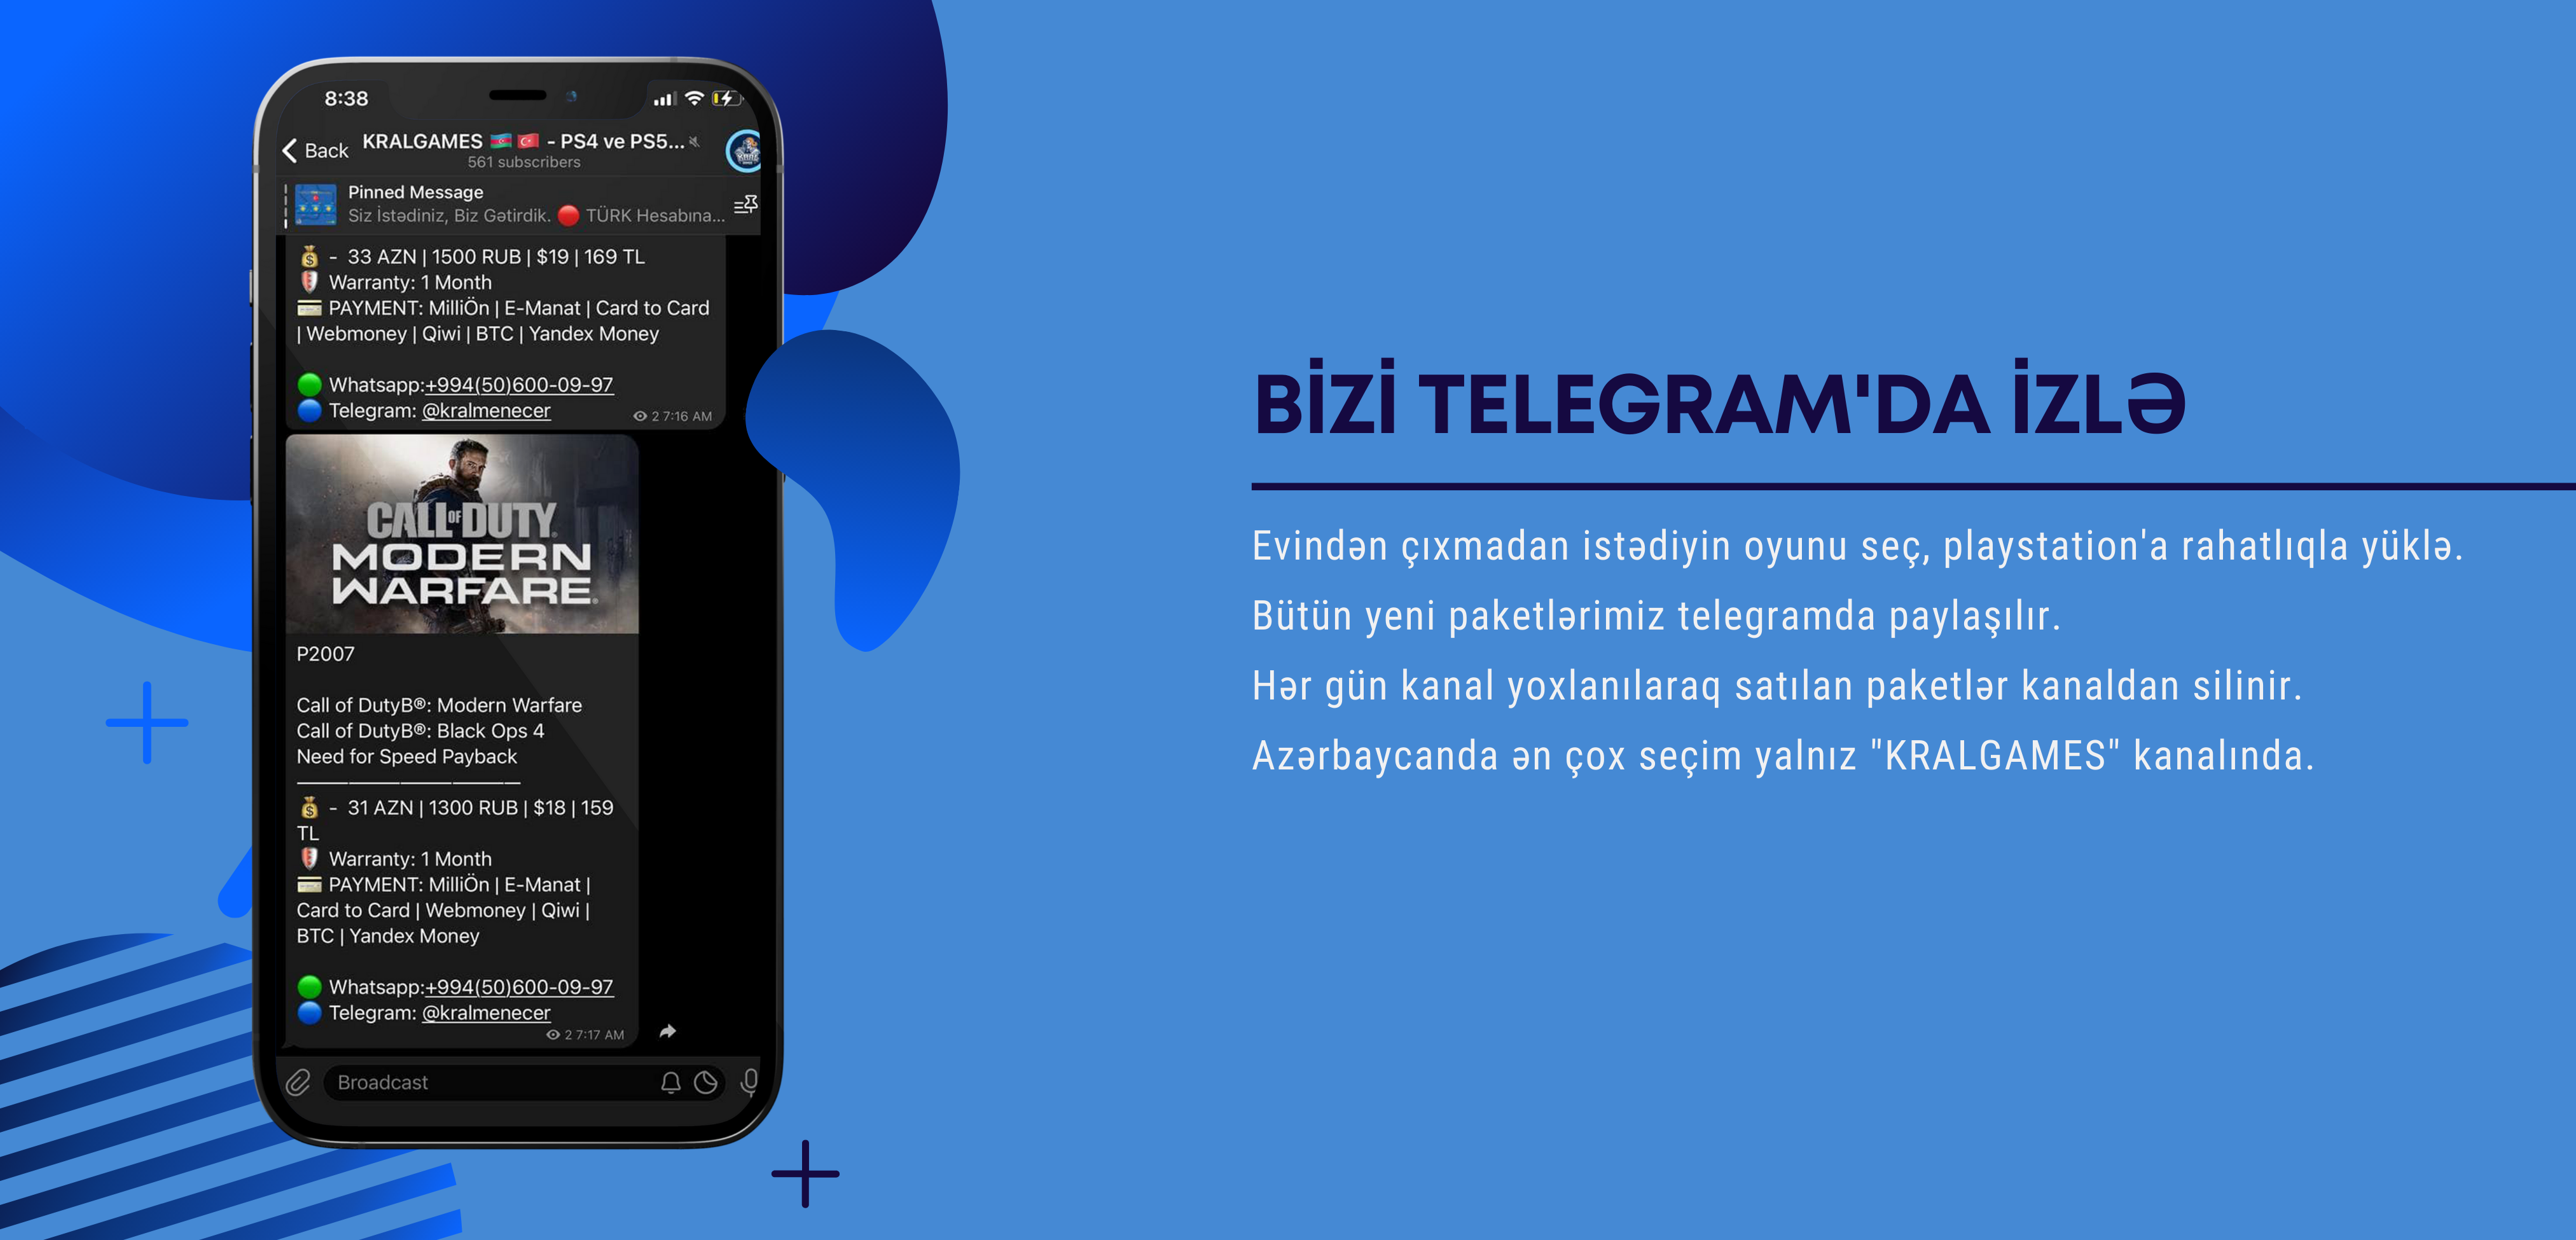 8:38
Back
KRALGAMES 🇦🇿 🇹🇷 - PS4 ve PS5...
561 subscribers
Pinned Message
Siz İstədiniz, Biz Gətirdik. 🔴 TÜRK Hesabına...
💰 - 33 AZN | 1500 RUB | $19 | 169 TL
Warranty: 1 Month
💳 PAYMENT: MilliÖn | E-Manat | Card to Card
| Webmoney | Qiwi | BTC | Yandex Money
🟢 Whatsapp:+994(50)600-09-97
🔵 Telegram: @kralmenecer
2 7:16 AM
CALL OF DUTY
MODERN
WARFARE
P2007
Call of DutyВ®: Modern Warfare
Call of DutyВ®: Black Ops 4
Need for Speed Payback
————————————
💰 - 31 AZN | 1300 RUB | $18 | 159
TL
Warranty: 1 Month
💳 PAYMENT: MilliÖn | E-Manat |
Card to Card | Webmoney | Qiwi |
BTC | Yandex Money
🟢 Whatsapp:+994(50)600-09-97
🔵 Telegram: @kralmenecer
2 7:17 AM
Broadcast
BİZİ TELEGRAM'DA İZLƏ
Evindən çıxmadan istədiyin oyunu seç, playstation'a rahatlıqla yüklə.
Bütün yeni paketlərimiz telegramda paylaşılır.
Hər gün kanal yoxlanılaraq satılan paketlər kanaldan silinir.
Azərbaycanda ən çox seçim yalnız "KRALGAMES" kanalında.